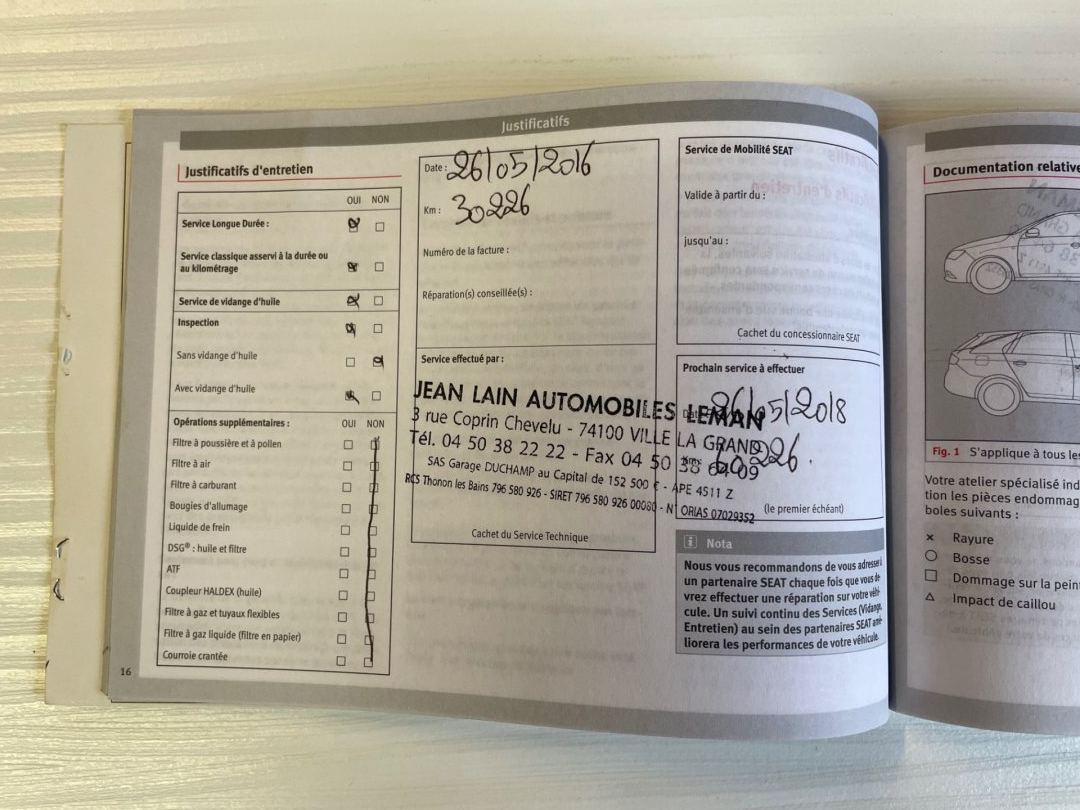 Justificatifs
Justificatifs d'entretien
OUI NON
Service Longue Durée :
Service classique asservi à la durée ou
au kilométrage
Service de vidange d'huile
Inspection
Sans vidange d'huile
Avec vidange d'huile
Opérations supplémentaires : OUI NON
Filtre à poussière et à pollen
Filtre à air
Filtre à carburant
Bougies d'allumage
Liquide de frein
DSG® : huile et filtre
ATF
Coupleur HALDEX (huile)
Filtre à gaz et tuyaux flexibles
Filtre à gaz liquide (filtre en papier)
Courroie crantée
16
Date : 26/05/2016
Km : 30226
Numéro de la facture :
Réparation(s) conseillée(s) :
Service effectué par :
JEAN LAIN AUTOMOBILES LEMAN
3 rue Coprin Chevelu - 74100 VILLE LA GRAND
Tél. 04 50 38 22 22 - Fax 04 50 38 64 09
SAS Garage DUCHAMP au Capital de 152 500 € - APE 4511 Z
RCS Thonon les Bains 796 580 926 - SIRET 796 580 926 00080 - N° ORIAS 07029352
Cachet du Service Technique
Service de Mobilité SEAT
Valide à partir du :
jusqu'au :
Cachet du concessionnaire SEAT
Prochain service à effectuer
Date 26/05/2018
Km 60226.
(le premier échéant)
i Nota
Nous vous recommandons de vous adresser à
un partenaire SEAT chaque fois que vous de-
vrez effectuer une réparation sur votre véhi-
cule. Un suivi continu des Services (Vidange,
Entretien) au sein des partenaires SEAT amé-
liorera les performances de votre véhicule.
Documentation relative
Fig. 1 S'applique à tous les
Votre atelier spécialisé ind
tion les pièces endommag
boles suivants :
× Rayure
○ Bosse
□ Dommage sur la peint
△ Impact de caillou